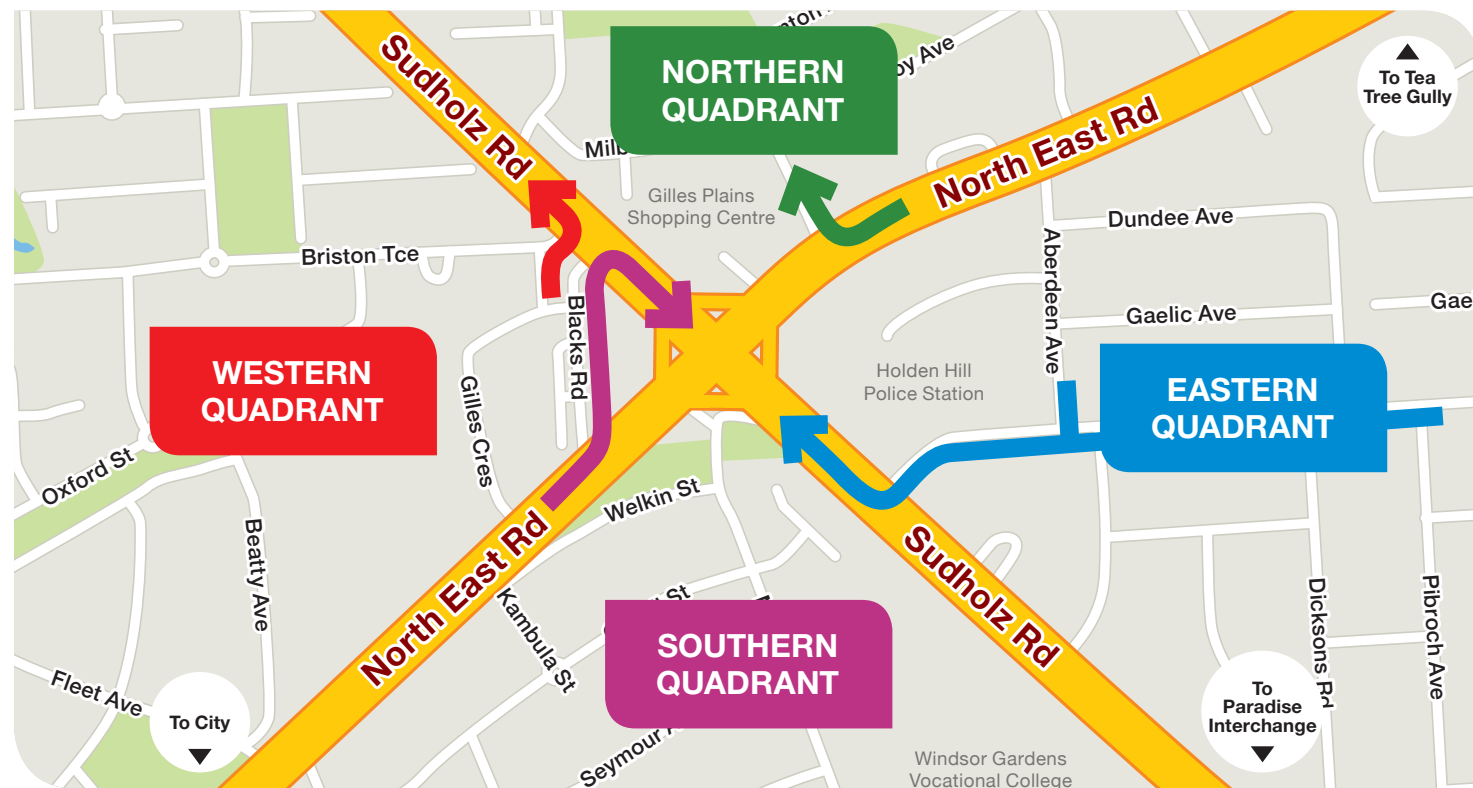 Sudholz Rd
NORTHERN
QUADRANT
Ave
To Tea
Tree Gully
North East Rd
Gilles Plains
Shopping Centre
Dundee Ave
Briston Tce
Aberdeen Ave
Blacks Rd
Gaelic Ave
WESTERN
QUADRANT
Holden Hill
Police Station
EASTERN
QUADRANT
Gilles Cres
Oxford St
Welkin St
Beatty Ave
North East Rd
Sudholz Rd
Kambula St
St
SOUTHERN
QUADRANT
Dicksons Rd
Pibroch Ave
Fleet Ave
To City
To
Paradise
Interchange
Seymour
Windsor Gardens
Vocational College